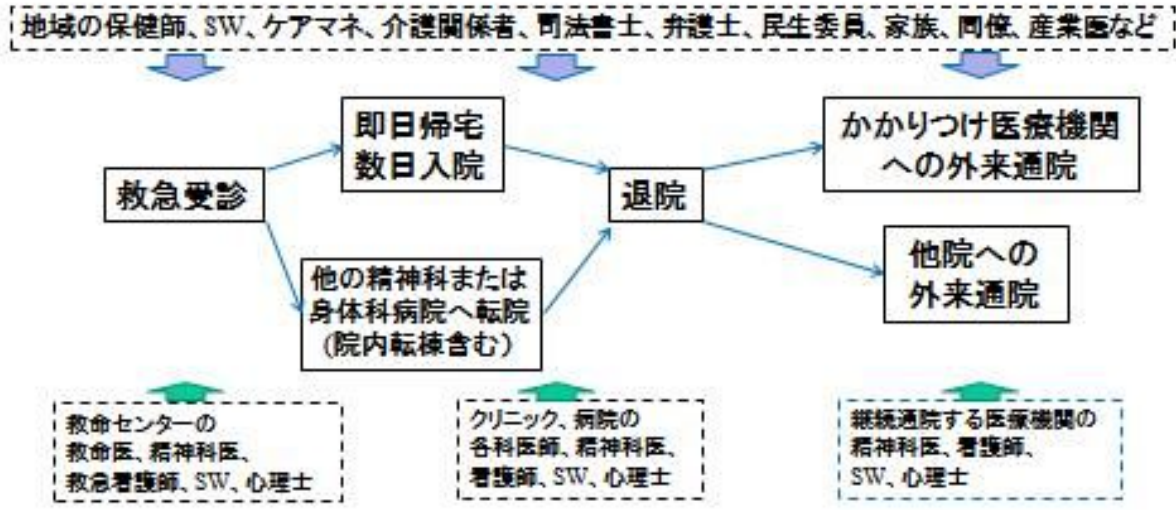 地域の保健師、SW、ケアマネ、介護関係者、司法書士、弁護士、民生委員、家族、同僚、産業医など
即日帰宅
数日入院
かかりつけ医療機関
への外来通院
救急受診
退院
他院への
外来通院
他の精神科または
身体科病院へ転院
(院内転棟含む)
救命センターの
救命医、精神科医、
救急看護師、SW、心理士
クリニック、病院の
各科医師、精神科医、
看護師、SW、心理士
継続通院する医療機関の
精神科医、看護師、
SW、心理士